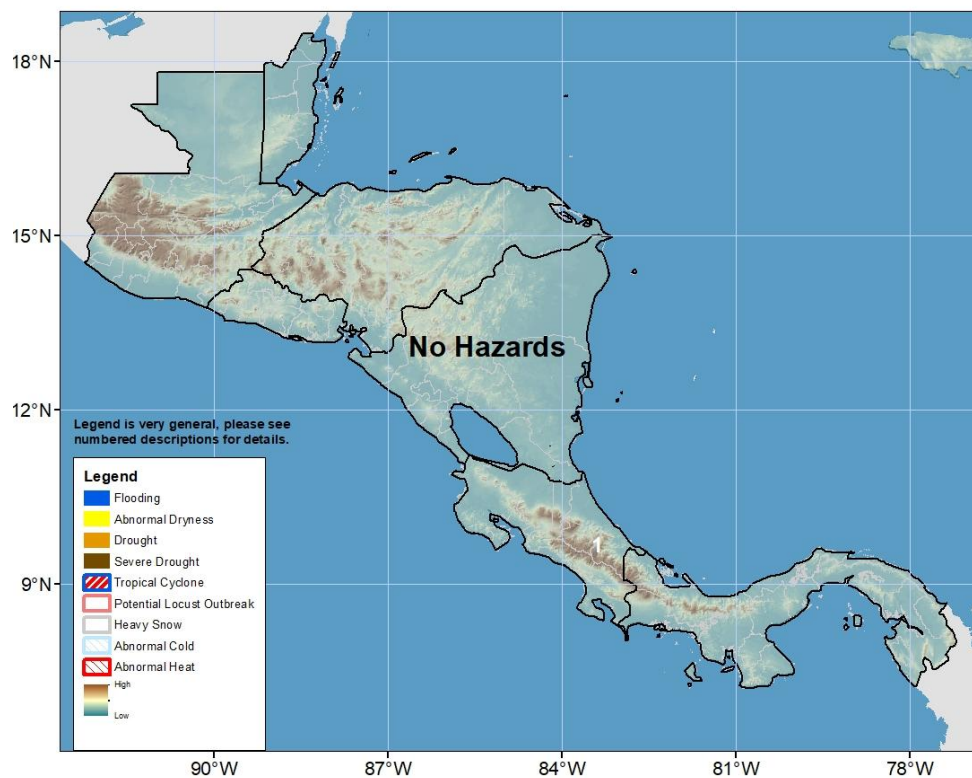 18°N
15°N
12°N
9°N
No Hazards
1
Legend is very general, please see
numbered descriptions for details.
Legend
Flooding
Abnormal Dryness
Drought
Severe Drought
Tropical Cyclone
Potential Locust Outbreak
Heavy Snow
Abnormal Cold
Abnormal Heat
High
Low
90°W 87°W 84°W 81°W 78°W